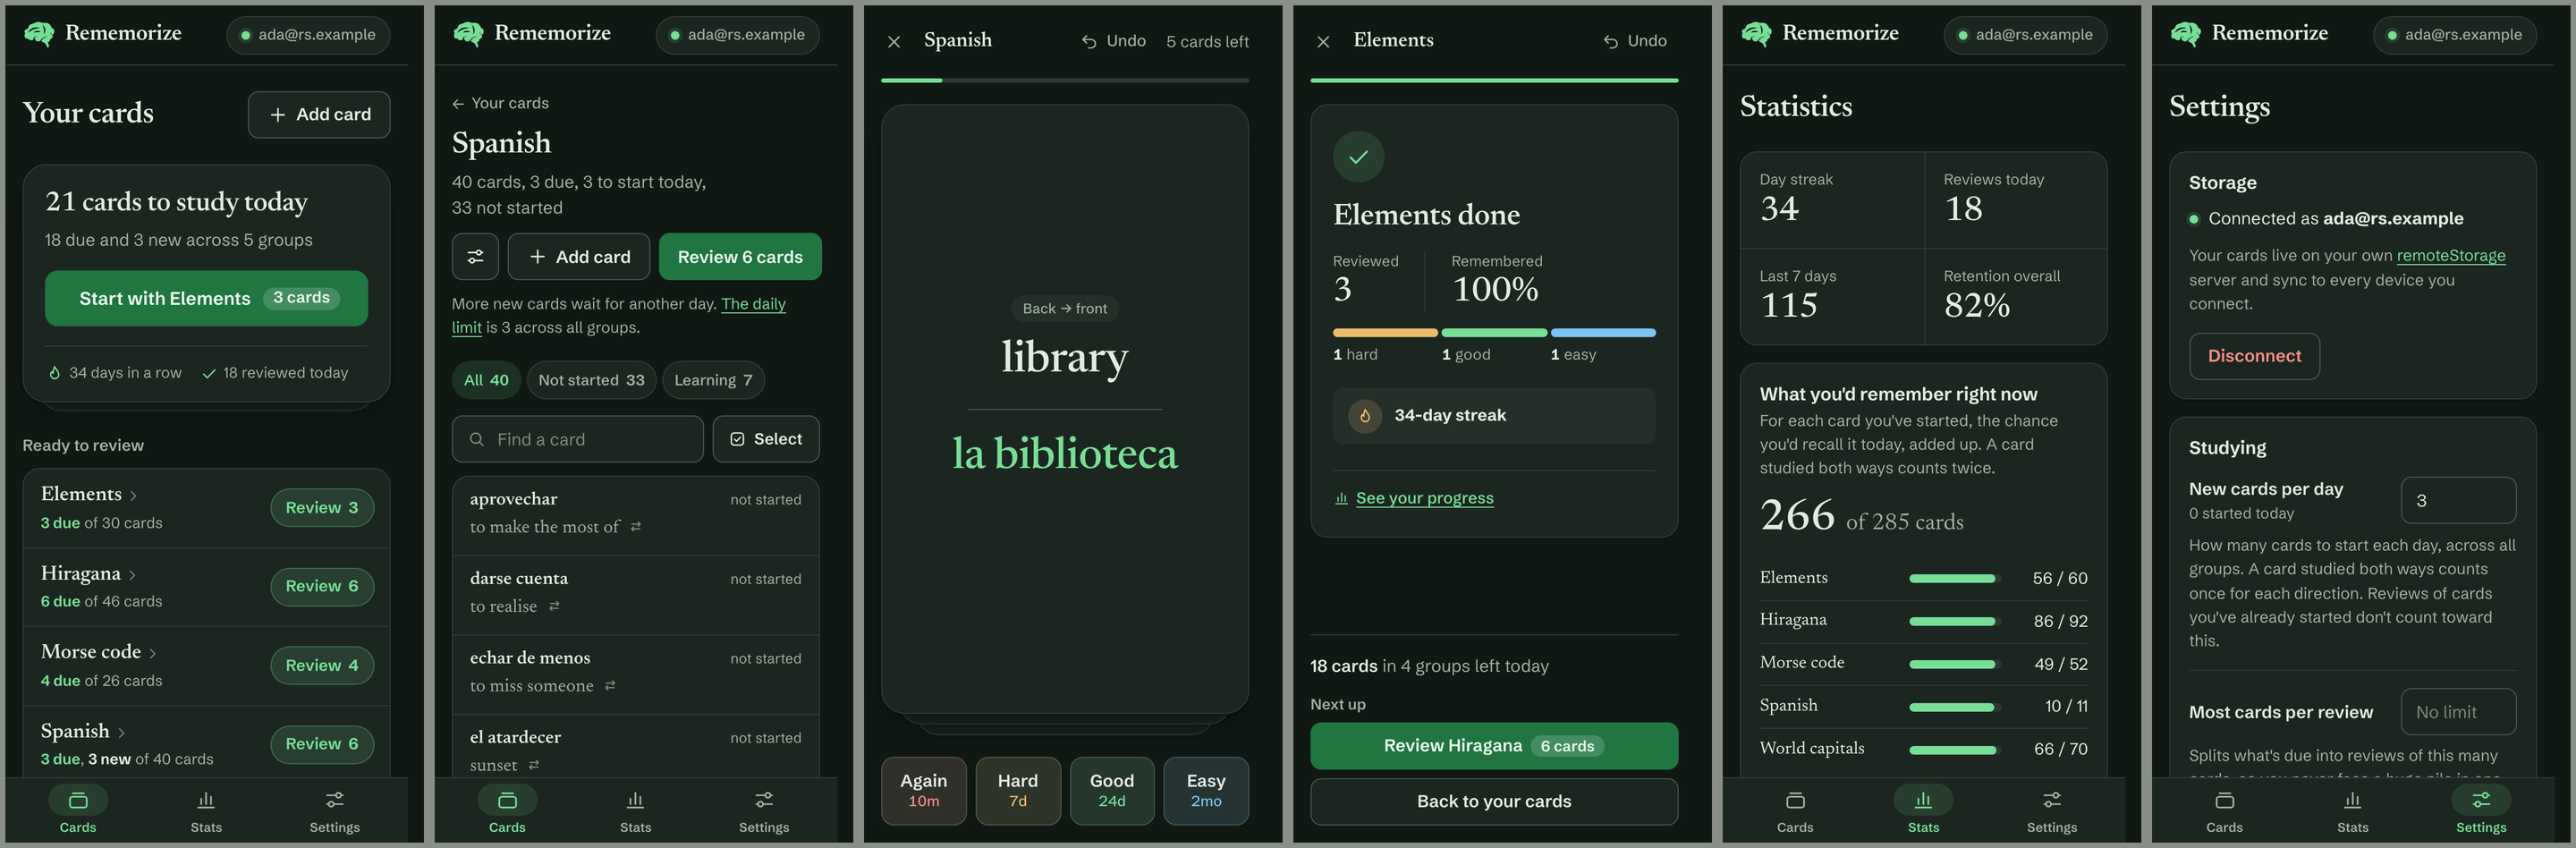 Rememorize
ada@rs.example
Your cards
Add card
21 cards to study today
18 due and 3 new across 5 groups
Start with Elements 3 cards
34 days in a row 18 reviewed today
Ready to review
Elements
3 due of 30 cards
Review 3
Hiragana
6 due of 46 cards
Review 6
Morse code
4 due of 26 cards
Review 4
Spanish
3 due, 3 new of 40 cards
Review 6
Cards Stats Settings
Rememorize
ada@rs.example
← Your cards
Spanish
40 cards, 3 due, 3 to start today,
33 not started
Add card
Review 6 cards
More new cards wait for another day. The daily
limit is 3 across all groups.
All 40 Not started 33 Learning 7
Find a card
Select
aprovechar not started
to make the most of
darse cuenta not started
to realise
echar de menos not started
to miss someone
el atardecer not started
sunset
Cards Stats Settings
Spanish
Undo 5 cards left
Back → front
library
la biblioteca
Again 10m
Hard 7d
Good 24d
Easy 2mo
Elements
Undo
Elements done
Reviewed 3
Remembered 100%
1 hard 1 good 1 easy
34-day streak
See your progress
18 cards in 4 groups left today
Next up
Review Hiragana 6 cards
Back to your cards
Rememorize
ada@rs.example
Statistics
Day streak 34
Reviews today 18
Last 7 days 115
Retention overall 82%
What you'd remember right now
For each card you've started, the chance
you'd recall it today, added up. A card
studied both ways counts twice.
266 of 285 cards
Elements 56 / 60
Hiragana 86 / 92
Morse code 49 / 52
Spanish 10 / 11
World capitals 66 / 70
Cards Stats Settings
Rememorize
ada@rs.example
Settings
Storage
Connected as ada@rs.example
Your cards live on your own remoteStorage
server and sync to every device you
connect.
Disconnect
Studying
New cards per day
0 started today
3
How many cards to start each day, across all
groups. A card studied both ways counts
once for each direction. Reviews of cards
you've already started don't count toward
this.
Most cards per review
No limit
Splits what's due into reviews of this many
Cards Stats Settings